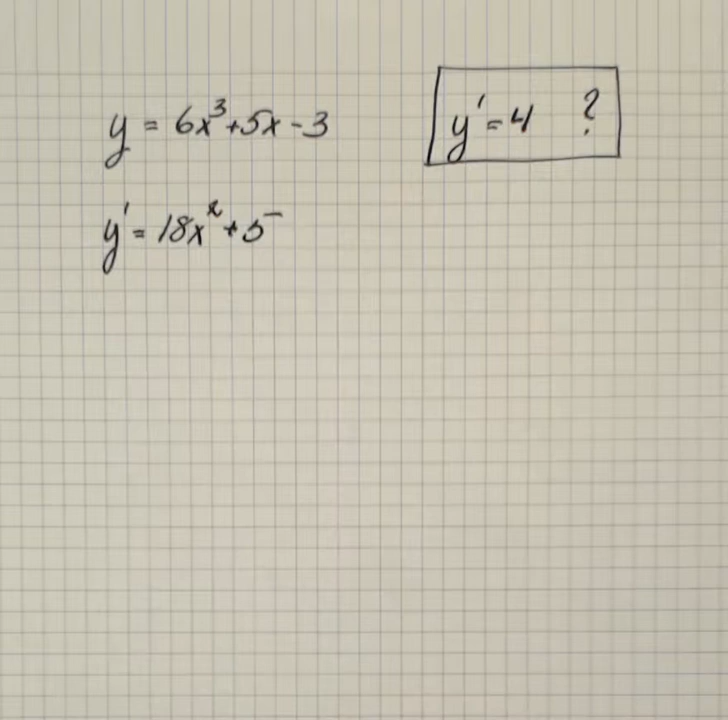 y = 6x³+5x-3
y' = 18x²+5
y' = 4 ?